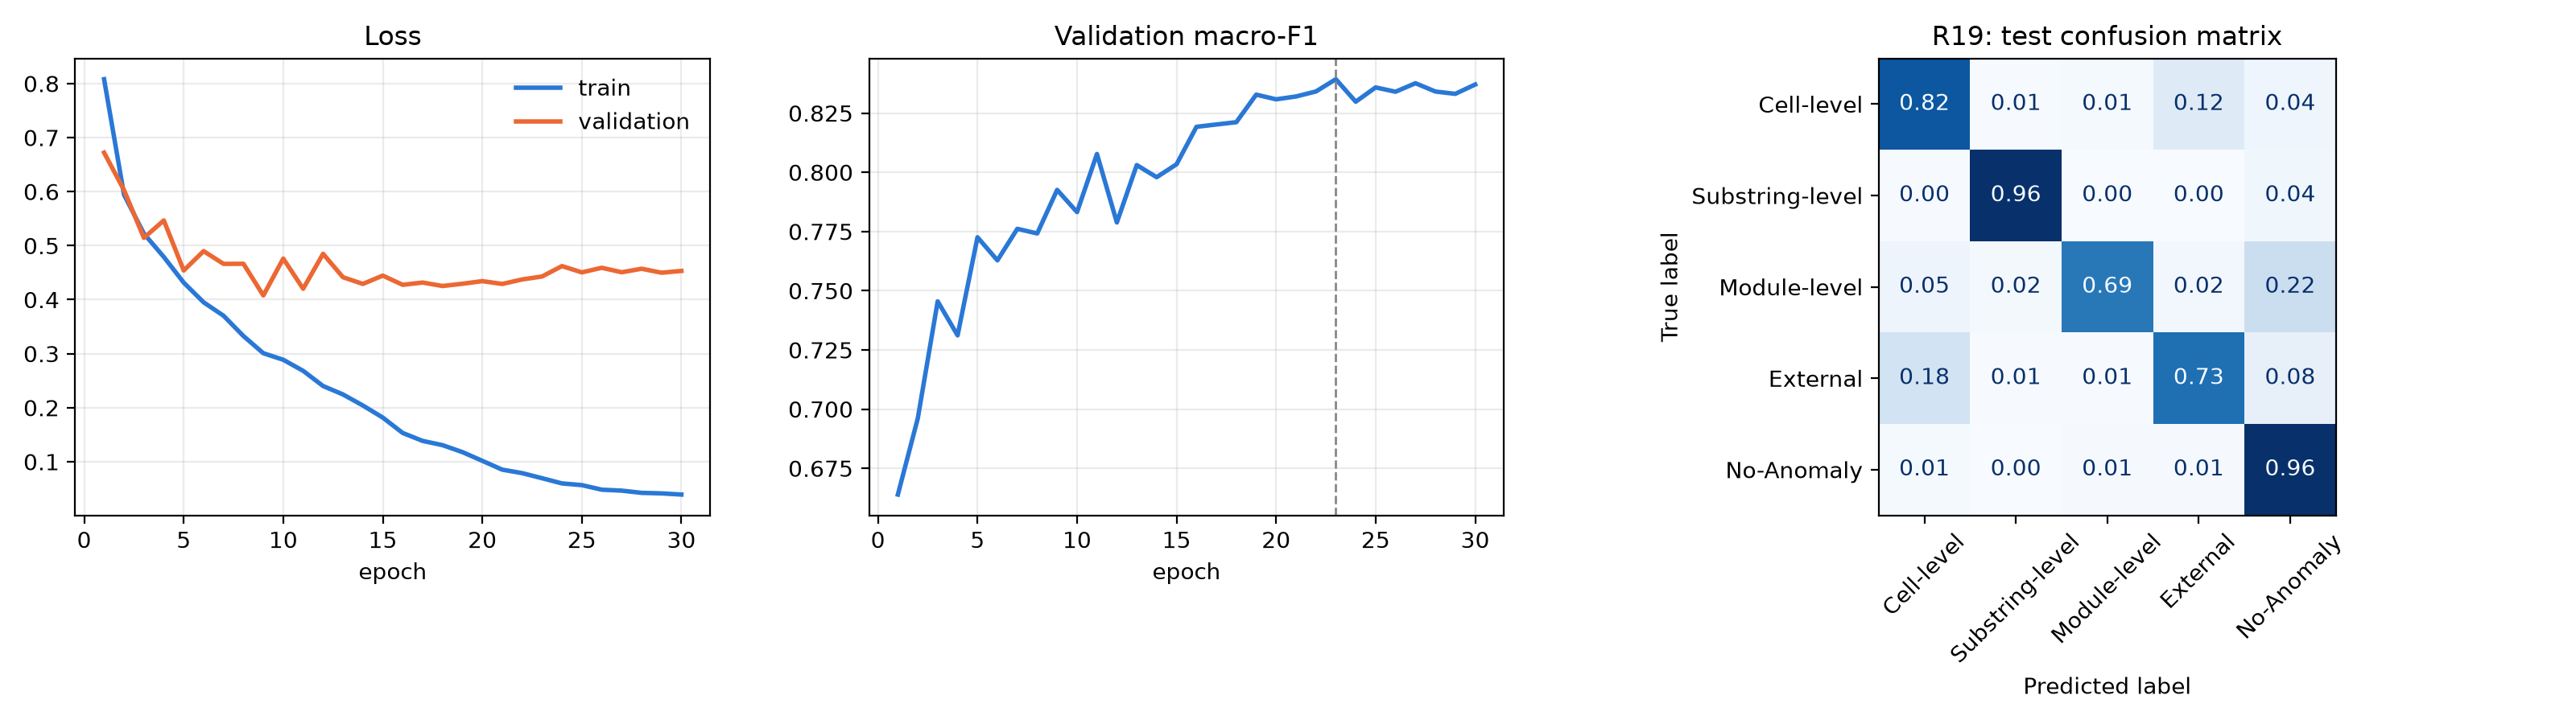 Loss
0.8
0.7
0.6
0.5
0.4
0.3
0.2
0.1
train
validation
0 5 10 15 20 25 30
epoch
Validation macro-F1
0.825
0.800
0.775
0.750
0.725
0.700
0.675
0 5 10 15 20 25 30
epoch
R19: test confusion matrix
True label
Cell-level 0.82 0.01 0.01 0.12 0.04
Substring-level 0.00 0.96 0.00 0.00 0.04
Module-level 0.05 0.02 0.69 0.02 0.22
External 0.18 0.01 0.01 0.73 0.08
No-Anomaly 0.01 0.00 0.01 0.01 0.96
Cell-level
Substring-level
Module-level
External
No-Anomaly
Predicted label